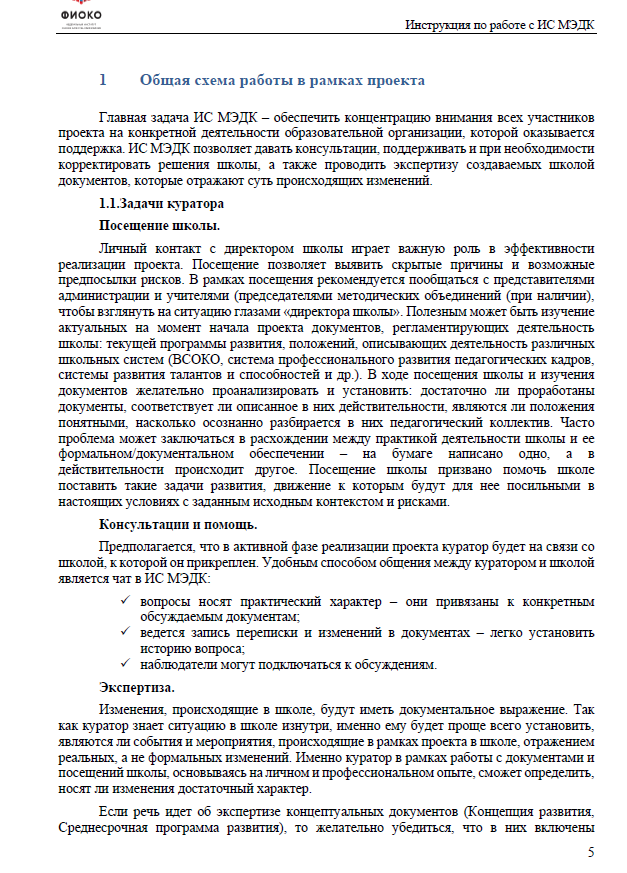 ФИОКО
Инструкция по работе с ИС МЭДК
1 Общая схема работы в рамках проекта
Главная задача ИС МЭДК – обеспечить концентрацию внимания всех участников
проекта на конкретной деятельности образовательной организации, которой оказывается
поддержка. ИС МЭДК позволяет давать консультации, поддерживать и при необходимости
корректировать решения школы, а также проводить экспертизу создаваемых школой
документов, которые отражают суть происходящих изменений.
1.1.Задачи куратора
Посещение школы.
Личный контакт с директором школы играет важную роль в эффективности
реализации проекта. Посещение позволяет выявить скрытые причины и возможные
предпосылки рисков. В рамках посещения рекомендуется пообщаться с представителями
администрации и учителями (председателями методических объединений (при наличии),
чтобы взглянуть на ситуацию глазами «директора школы». Полезным может быть изучение
актуальных на момент начала проекта документов, регламентирующих деятельность
школы: текущей программы развития, положений, описывающих деятельность различных
школьных систем (ВСОКО, система профессионального развития педагогических кадров,
системы развития талантов и способностей и др.). В ходе посещения школы и изучения
документов желательно проанализировать и установить: достаточно ли проработаны
документы, соответствует ли описанное в них действительности, являются ли положения
понятными, насколько осознанно разбирается в них педагогический коллектив. Часто
проблема может заключаться в расхождении между практикой деятельности школы и ее
формальном/документальном обеспечении – на бумаге написано одно, а в
действительности происходит другое. Посещение школы призвано помочь школе
поставить такие задачи развития, движение к которым будут для нее посильными в
настоящих условиях с заданным исходным контекстом и рисками.
Консультации и помощь.
Предполагается, что в активной фазе реализации проекта куратор будет на связи со
школой, к которой он прикреплен. Удобным способом общения между куратором и школой
является чат в ИС МЭДК:
✓ вопросы носят практический характер – они привязаны к конкретным
обсуждаемым документам;
✓ ведется запись переписки и изменений в документах – легко установить
историю вопроса;
✓ наблюдатели могут подключаться к обсуждениям.
Экспертиза.
Изменения, происходящие в школе, будут иметь документальное выражение. Так
как куратор знает ситуацию в школе изнутри, именно ему будет проще всего установить,
являются ли события и мероприятия, происходящие в рамках проекта в школе, отражением
реальных, а не формальных изменений. Именно куратор в рамках работы с документами и
посещений школы, основываясь на личном и профессиональном опыте, сможет определить,
носят ли изменения достаточный характер.
Если речь идет об экспертизе концептуальных документов (Концепция развития,
Среднесрочная программа развития), то желательно убедиться, что в них включены
5